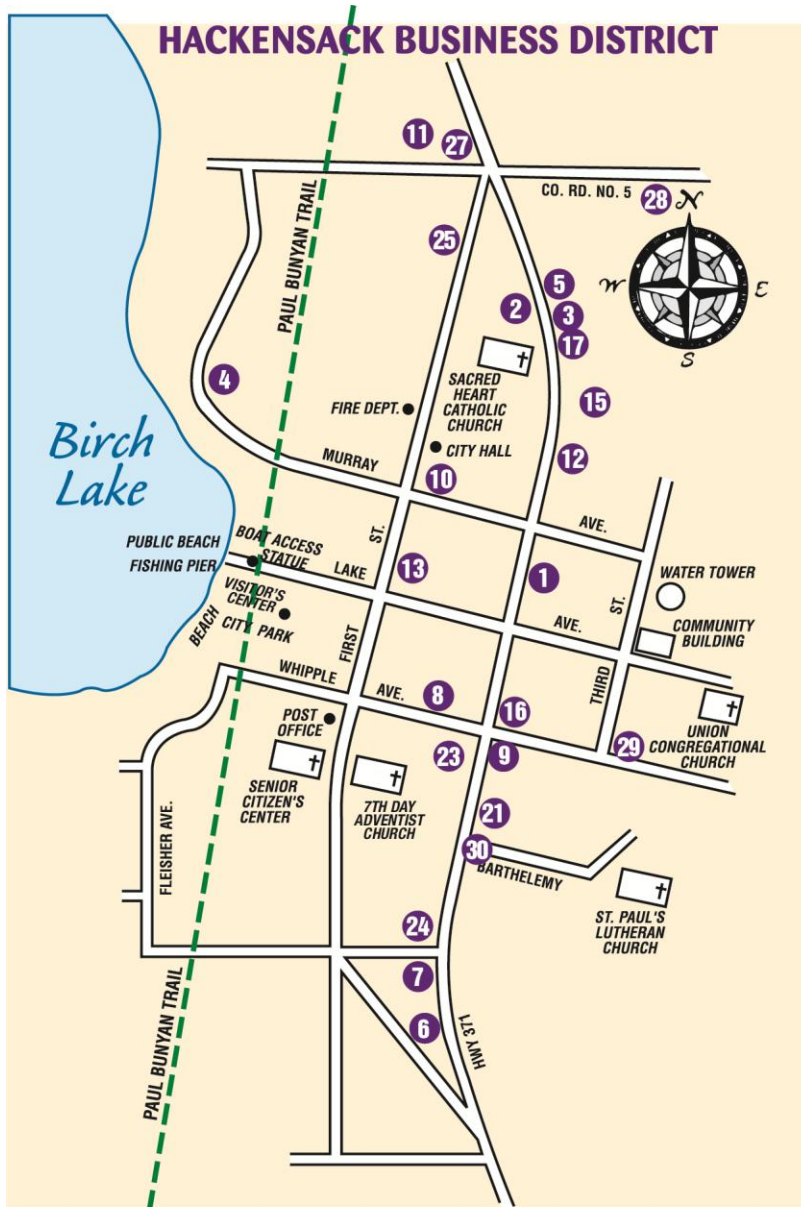 HACKENSACK BUSINESS DISTRICT
11
27
CO. RD. NO. 5
28
N
W
E
S
PAUL BUNYAN TRAIL
25
5
2
3
17
4
SACRED
HEART
CATHOLIC
CHURCH
15
FIRE DEPT.
CITY HALL
12
Birch
Lake
MURRAY
AVE.
10
PUBLIC BEACH
FISHING PIER
BOAT ACCESS
STATUE
LAKE
AVE.
ST.
13
1
ST.
WATER TOWER
COMMUNITY
BUILDING
VISITOR'S
CENTER
CITY PARK
BEACH
FIRST
WHIPPLE
AVE.
8
16
THIRD
POST
OFFICE
23
9
29
UNION
CONGREGATIONAL
CHURCH
SENIOR
CITIZEN'S
CENTER
7TH DAY
ADVENTIST
CHURCH
FLEISHER AVE.
21
30
BARTHELEMY
ST. PAUL'S
LUTHERAN
CHURCH
24
7
6
HWY 371
PAUL BUNYAN TRAIL